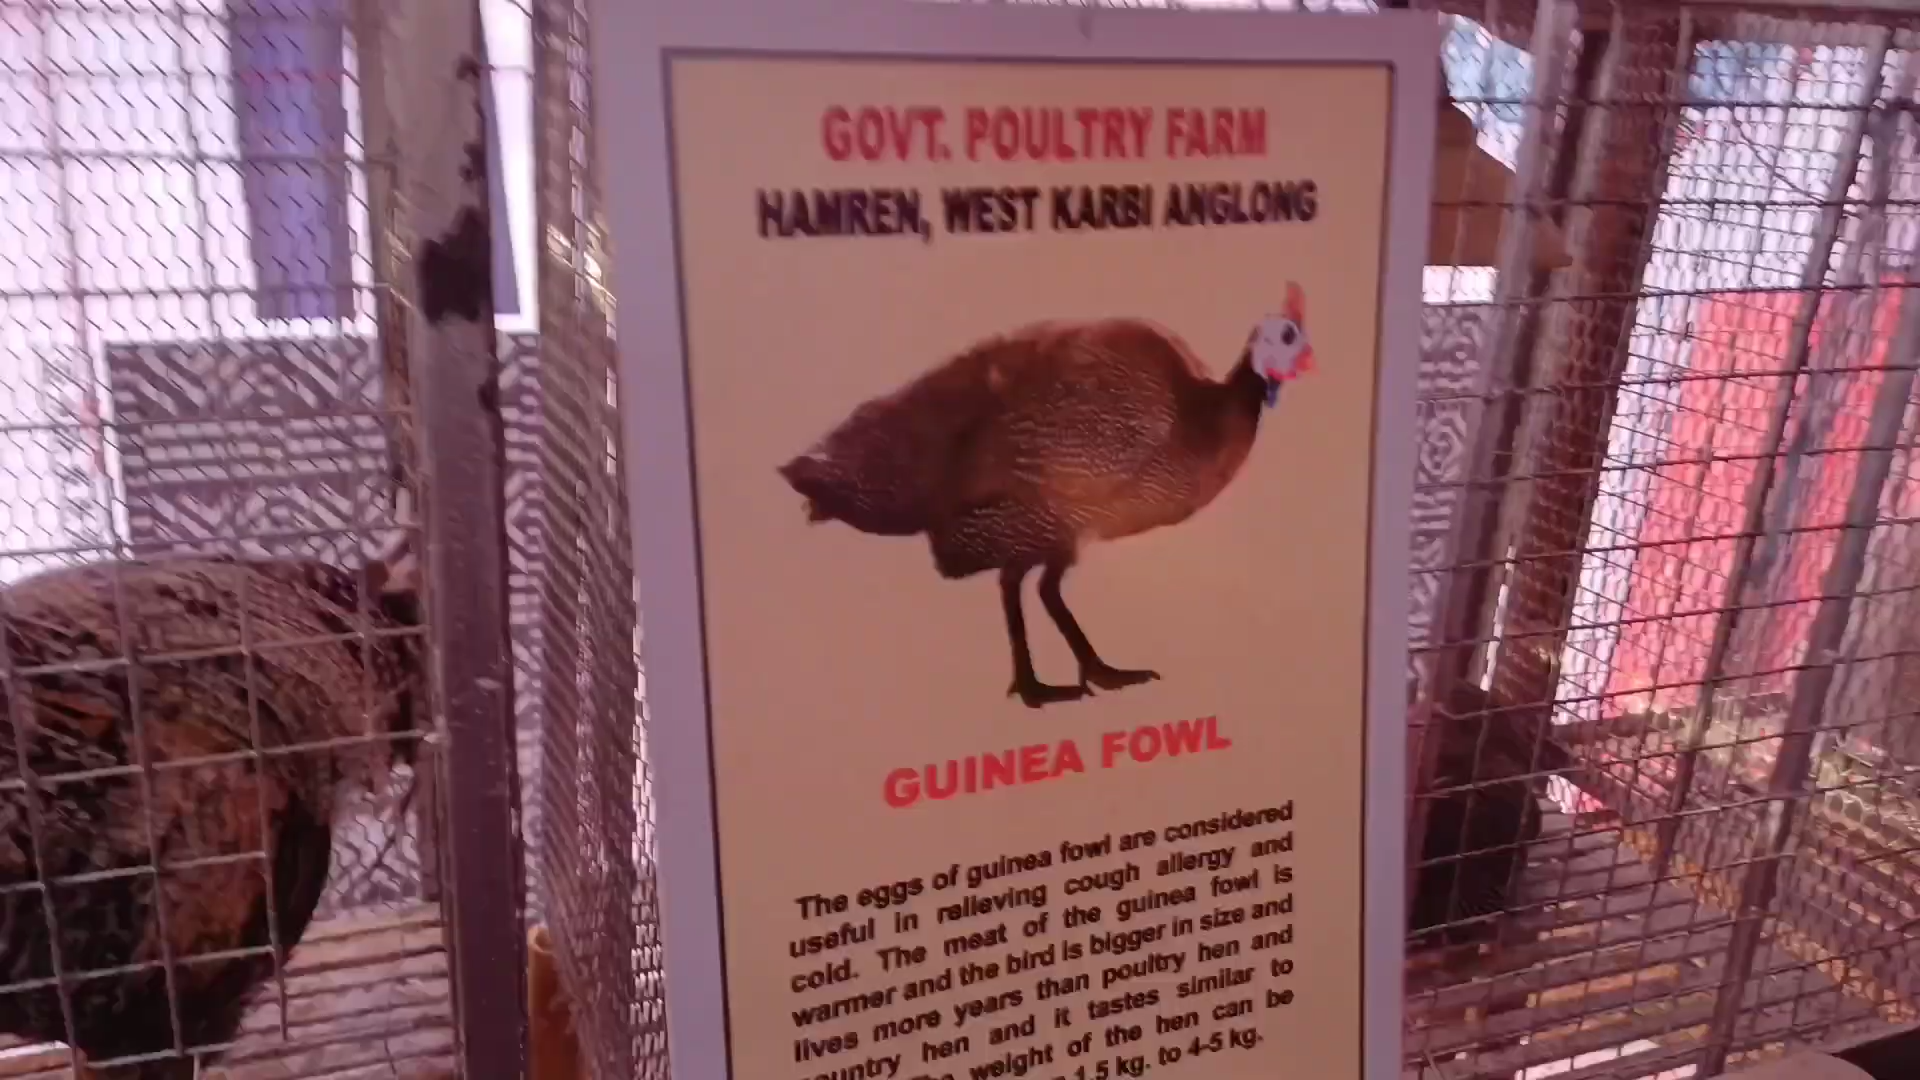 GOVT. POULTRY FARM
HAMREN, WEST KARBI ANGLONG
GUINEA FOWL
The eggs of guinea fowl are considered
useful in relieving cough allergy and
cold. The meat of the guinea fowl is
warmer and the bird is bigger in size and
lives more years than poultry hen and
country hen and it tastes similar to
weight of the hen can be
1.5 kg. to 4-5 kg.